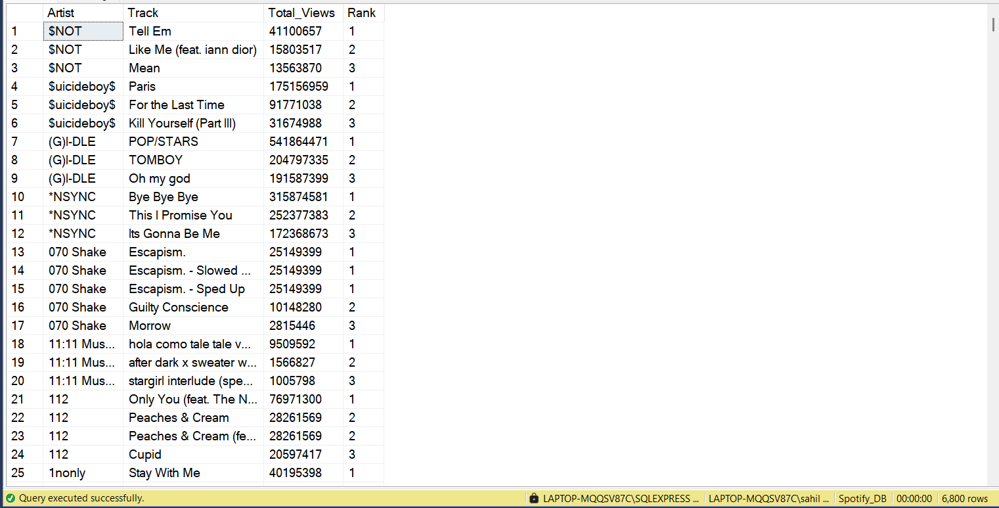 Artist Track Total_Views Rank
1 $NOT Tell Em 41100657 1
2 $NOT Like Me (feat. iann dior) 15803517 2
3 $NOT Mean 13563870 3
4 $uicideboy$ Paris 175156959 1
5 $uicideboy$ For the Last Time 91771038 2
6 $uicideboy$ Kill Yourself (Part III) 31674988 3
7 (G)I-DLE POP/STARS 541864471 1
8 (G)I-DLE TOMBOY 204797335 2
9 (G)I-DLE Oh my god 191587399 3
10 *NSYNC Bye Bye Bye 315874581 1
11 *NSYNC This I Promise You 252377383 2
12 *NSYNC Its Gonna Be Me 172368673 3
13 070 Shake Escapism. 25149399 1
14 070 Shake Escapism. - Slowed ... 25149399 1
15 070 Shake Escapism. - Sped Up 25149399 1
16 070 Shake Guilty Conscience 10148280 2
17 070 Shake Morrow 2815446 3
18 11:11 Mus... hola como tale tale v... 9509592 1
19 11:11 Mus... after dark x sweater w... 1566827 2
20 11:11 Mus... stargirl interlude (spe... 1005798 3
21 112 Only You (feat. The N... 76971300 1
22 112 Peaches & Cream 28261569 2
23 112 Peaches & Cream (fe... 28261569 2
24 112 Cupid 20597417 3
25 1nonly Stay With Me 40195398 1
Query executed successfully. LAPTOP-MQQSV87C\SQLEXPRESS ... LAPTOP-MQQSV87C\sahil ... Spotify_DB 00:00:00 6,800 rows